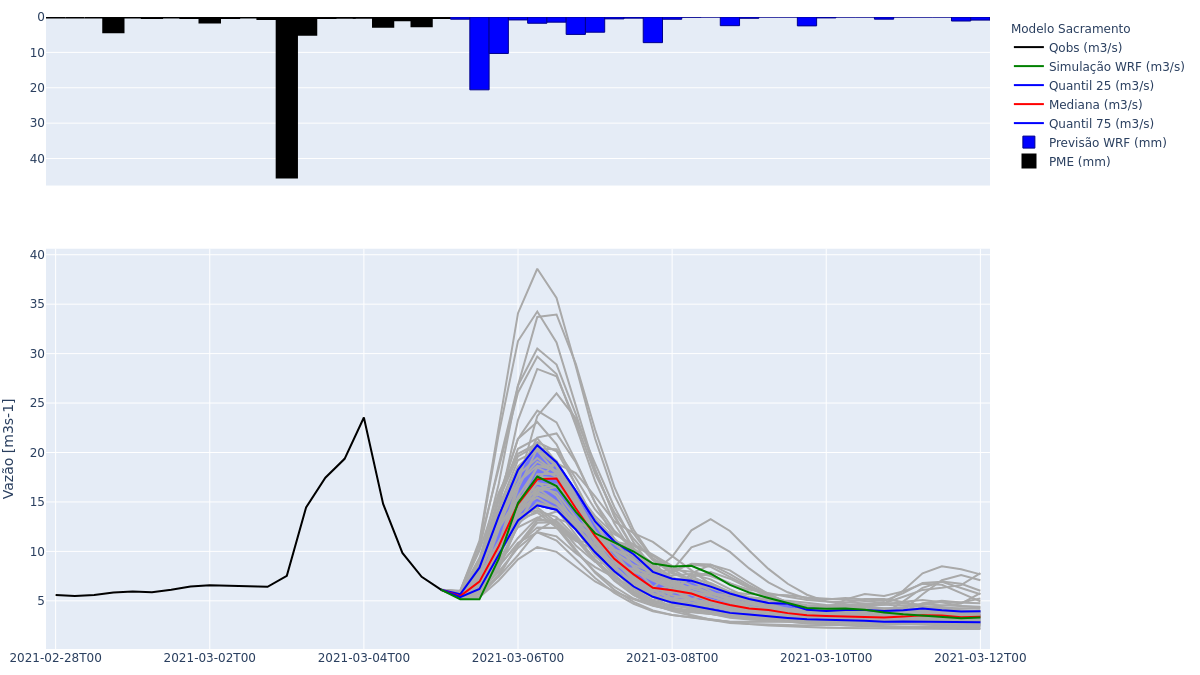 0
10
20
30
40
Modelo Sacramento
Qobs (m3/s)
Simulação WRF (m3/s)
Quantil 25 (m3/s)
Mediana (m3/s)
Quantil 75 (m3/s)
Previsão WRF (mm)
PME (mm)
Vazão [m3s-1]
40
35
30
25
20
15
10
5
2021-02-28T00
2021-03-02T00
2021-03-04T00
2021-03-06T00
2021-03-08T00
2021-03-10T00
2021-03-12T00